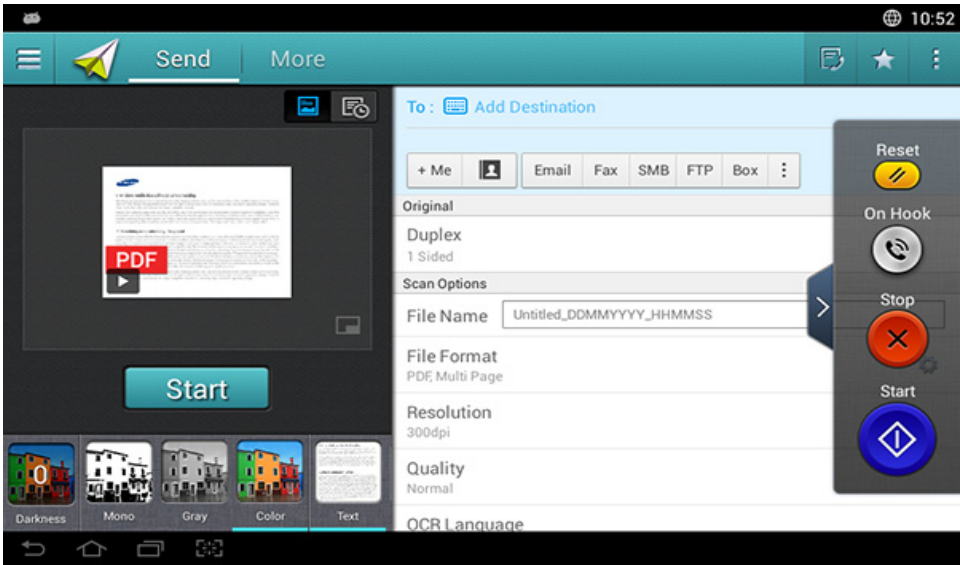 10:52
Send
More
To : Add Destination
+ Me
Email
Fax
SMB
FTP
Box
Original
Duplex
1 Sided
Scan Options
File Name
Untitled_DDMMYYYY_HHMMSS
File Format
PDF, Multi Page
Resolution
300dpi
Quality
Normal
OCR Language
PDF
Start
0
Darkness
Mono
Gray
Color
Text
Reset
On Hook
Stop
Start